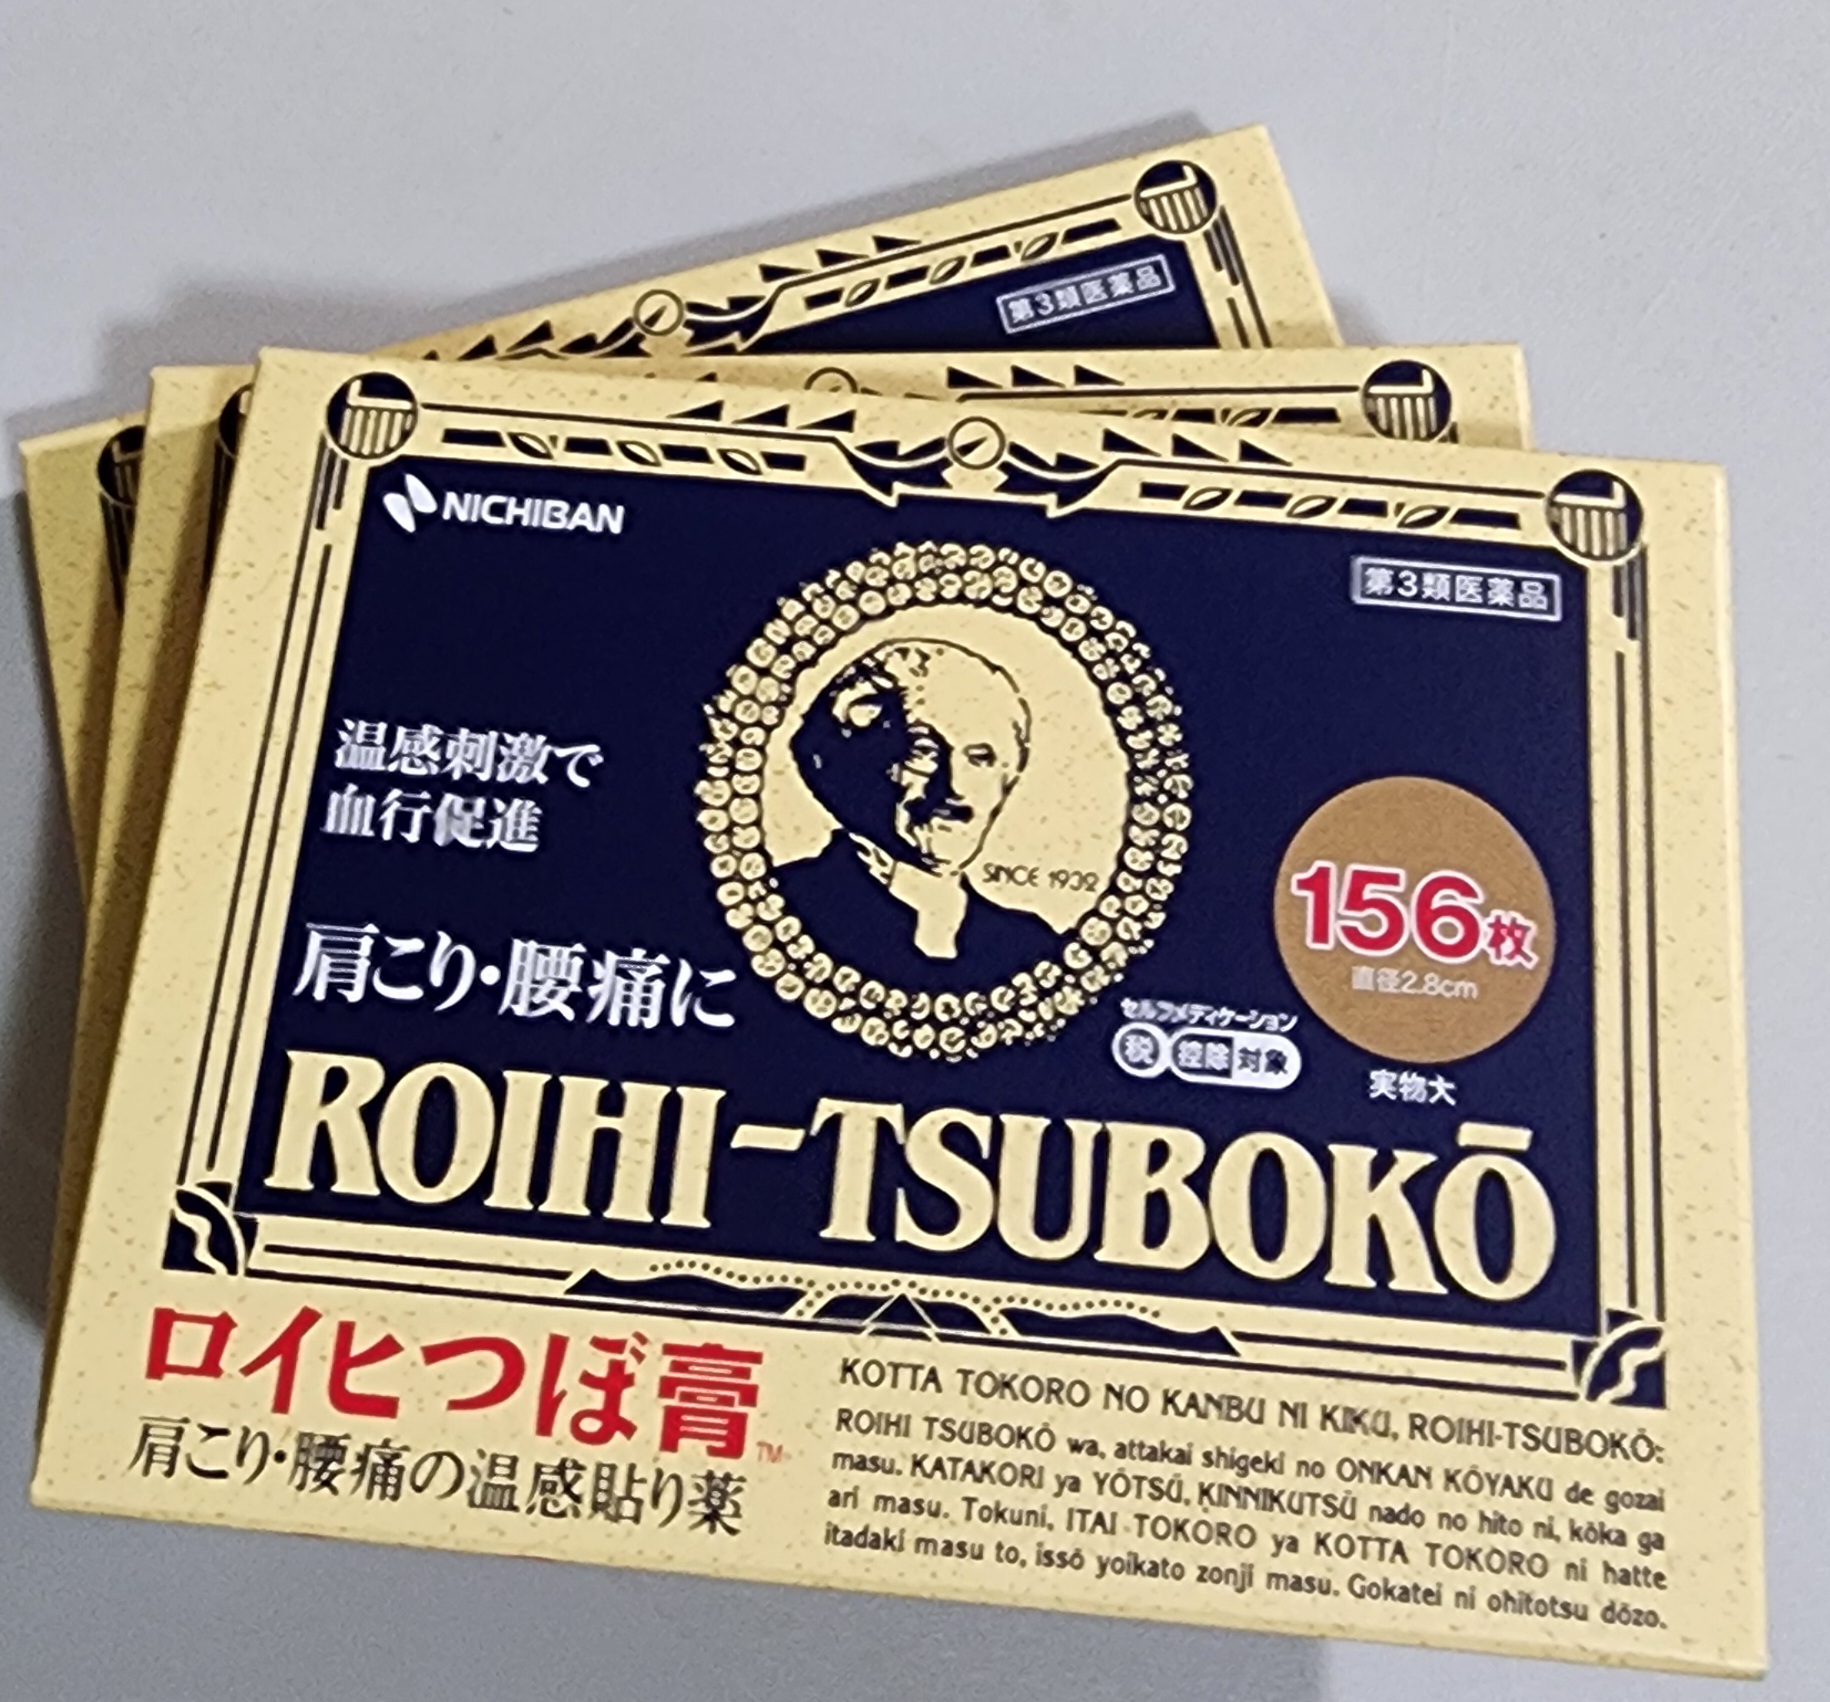 第3類医薬品
NICHIBAN
第3類医薬品
温感刺激で
血行促進
SINCE 1932
156枚
直径2.8cm
実物大
肩こり・腰痛に
セルフメディケーション
税 控除 対象
ROIHI-TSUBOKŌ
ロイヒつぼ膏™
肩こり・腰痛の温感貼り薬
KOTTA TOKORO NO KANBU NI KIKU, ROIHI-TSUBOKŌ:
ROIHI TSUBOKŌ wa, attakai shigeki no ONKAN KŌYAKU de gozai
masu. KATAKORI ya YŌTSŪ, KINNIKUTSŪ nado no hito ni, kōka ga
ari masu. Tokuni, ITAI TOKORO ya KOTTA TOKORO ni hatte
itadaki masu to, issō yoikato zonji masu. Gokatei ni ohitotsu dōzo.